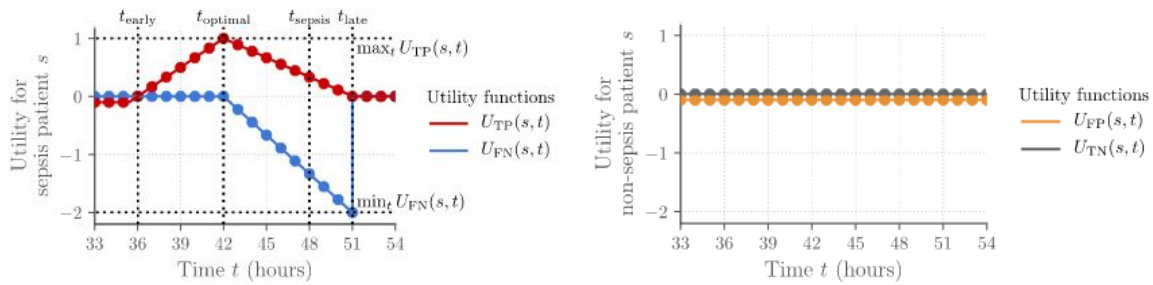 t_early t_optimal t_sepsis t_late
1
0
−1
−2
max_t U_TP(s, t)
min_t U_FN(s, t)
Utility for
sepsis patient s
33 36 39 42 45 48 51 54
Time t (hours)
Utility functions
U_TP(s, t)
U_FN(s, t)
1
0
−1
−2
Utility for
non-sepsis patient s
33 36 39 42 45 48 51 54
Time t (hours)
Utility functions
U_FP(s, t)
U_TN(s, t)